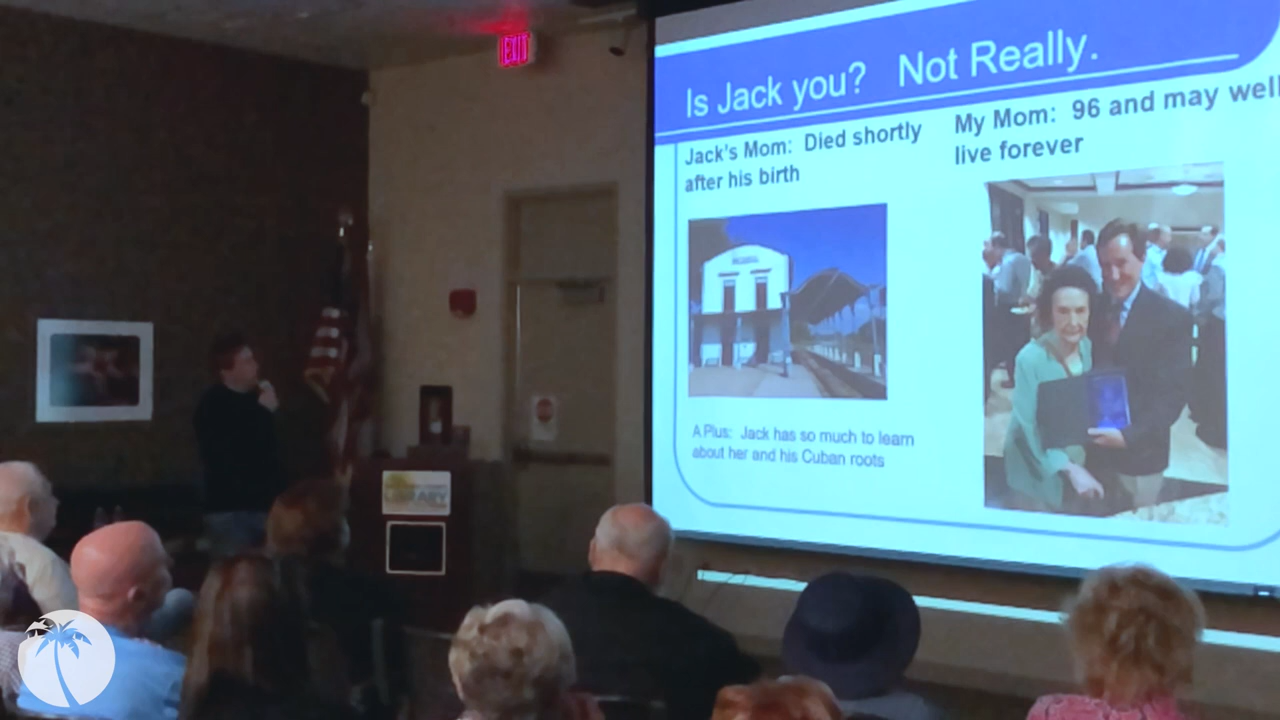 EXIT
Is Jack you? Not Really.
Jack's Mom: Died shortly
after his birth
My Mom: 96 and may well
live forever
A Plus: Jack has so much to learn
about her and his Cuban roots
LIBRARY